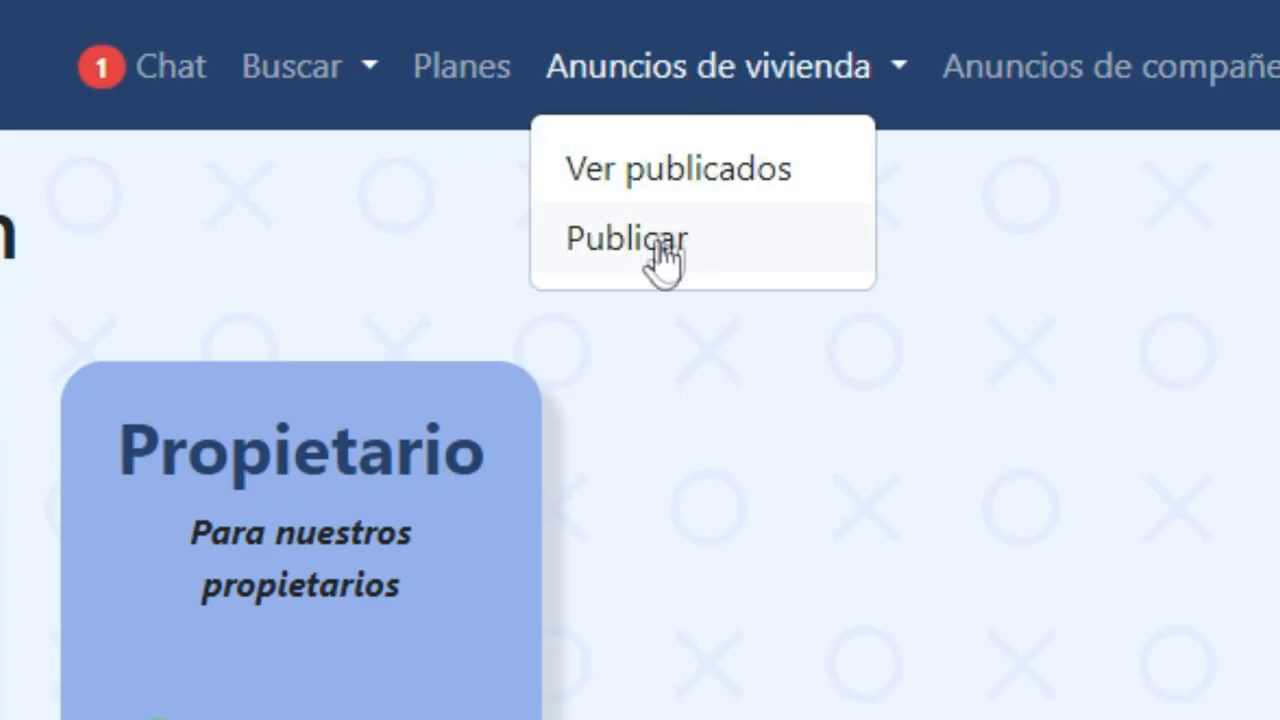 1 Chat Buscar Planes Anuncios de vivienda Anuncios de compañe
Ver publicados
Publicar
n
Propietario
Para nuestros
propietarios